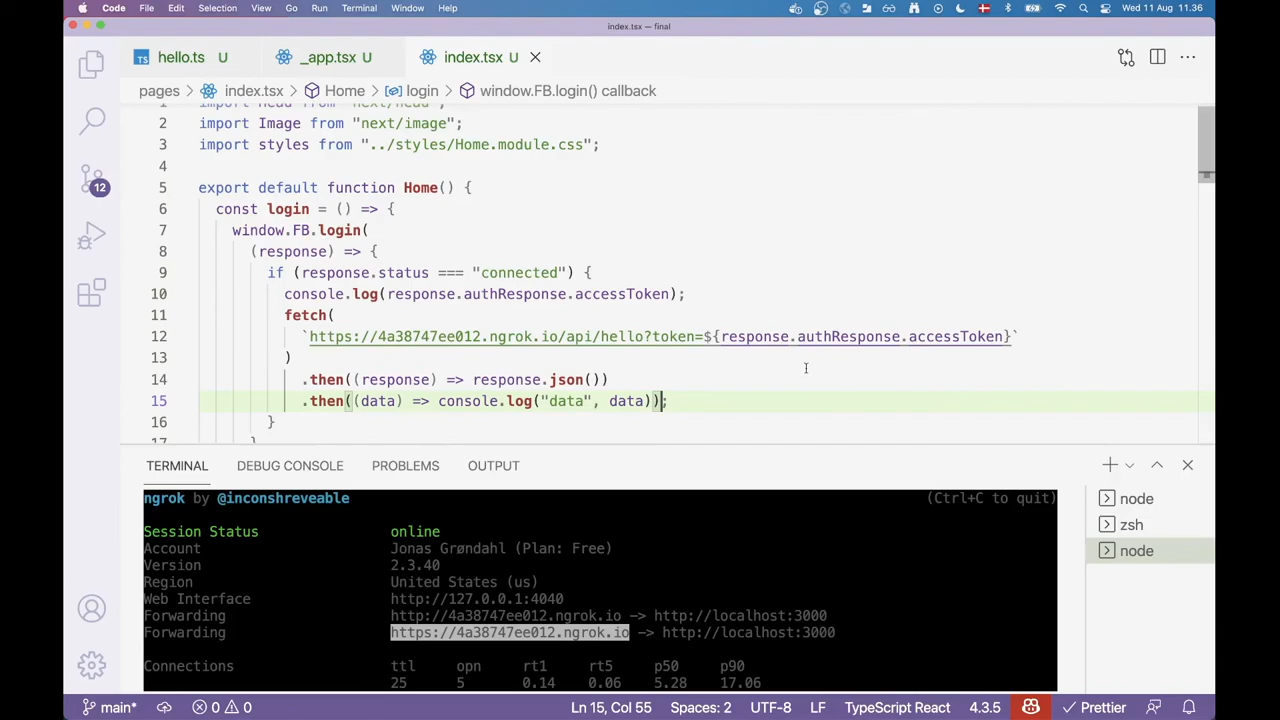 Code File Edit Selection View Go Run Terminal Window Help Wed 11 Aug 11.36
index.tsx — final
TS hello.ts U _app.tsx U index.tsx U
pages > index.tsx > Home > login > window.FB.login() callback
1 import Head from "next/head";
2 import Image from "next/image";
3 import styles from "../styles/Home.module.css";
4
5 export default function Home() {
6 const login = () => {
7 window.FB.login(
8 (response) => {
9 if (response.status === "connected") {
10 console.log(response.authResponse.accessToken);
11 fetch(
12 `https://4a38747ee012.ngrok.io/api/hello?token=${response.authResponse.accessToken}`
13 )
14 .then((response) => response.json())
15 .then((data) => console.log("data", data));
16 }
17 }
12
TERMINAL DEBUG CONSOLE PROBLEMS OUTPUT
ngrok by @inconshreveable (Ctrl+C to quit)
Session Status online
Account Jonas Grøndahl (Plan: Free)
Version 2.3.40
Region United States (us)
Web Interface http://127.0.0.1:4040
Forwarding http://4a38747ee012.ngrok.io -> http://localhost:3000
Forwarding https://4a38747ee012.ngrok.io -> http://localhost:3000
Connections ttl opn rt1 rt5 p50 p90
25 5 0.14 0.06 5.28 17.06
node
zsh
node
main* 0 0 Ln 15, Col 55 Spaces: 2 UTF-8 LF TypeScript React 4.3.5 Prettier